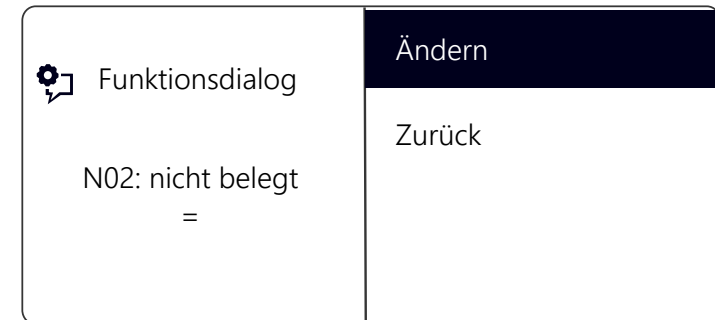 Funktionsdialog
N02: nicht belegt
=
Ändern
Zurück